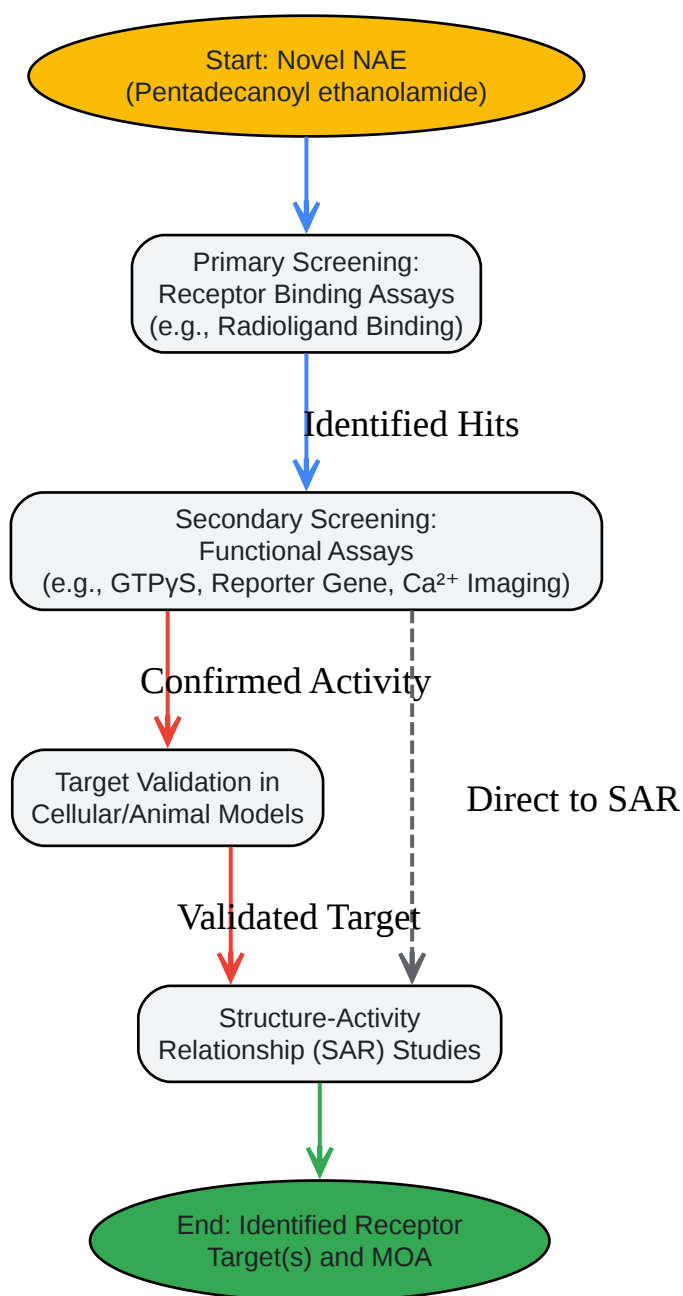 Start: Novel NAE
(Pentadecanoyl ethanolamide)
Primary Screening:
Receptor Binding Assays
(e.g., Radioligand Binding)
Identified Hits
Secondary Screening:
Functional Assays
(e.g., GTPγS, Reporter Gene, Ca²⁺ Imaging)
Confirmed Activity
Target Validation in
Cellular/Animal Models
Direct to SAR
Validated Target
Structure-Activity
Relationship (SAR) Studies
End: Identified Receptor
Target(s) and MOA